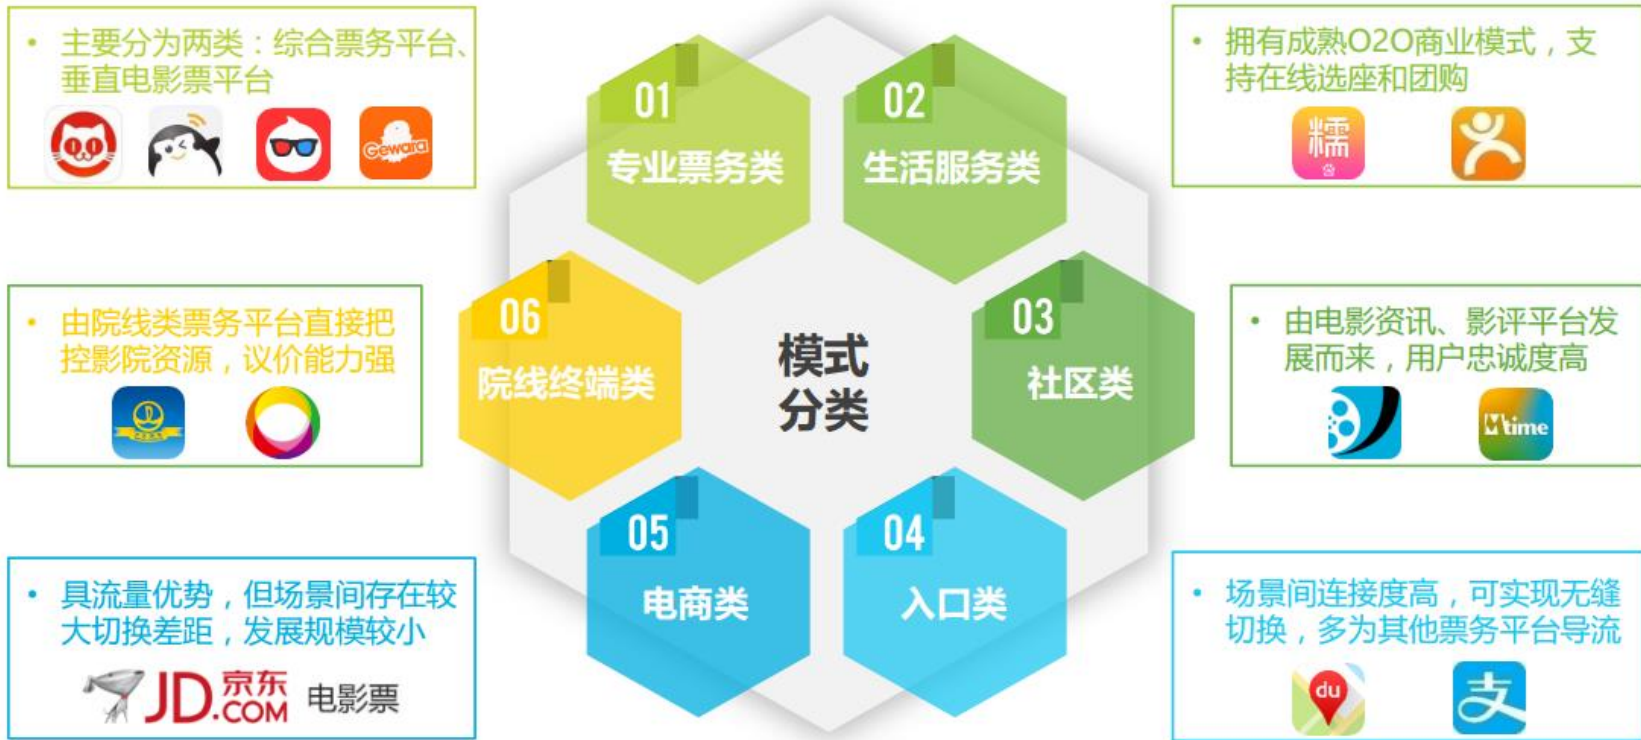 • 主要分为两类：综合票务平台、
垂直电影票平台
Gewara
01
专业票务类
02
生活服务类
• 拥有成熟O2O商业模式，支
持在线选座和团购
糯
• 由院线类票务平台直接把
控影院资源，议价能力强
06
院线终端类
模式
分类
03
社区类
• 由电影资讯、影评平台发
展而来，用户忠诚度高
Mtime
• 具流量优势，但场景间存在较
大切换差距，发展规模较小
JD.COM 京东 电影票
05
电商类
04
入口类
• 场景间连接度高，可实现无缝
切换，多为其他票务平台导流
du
支